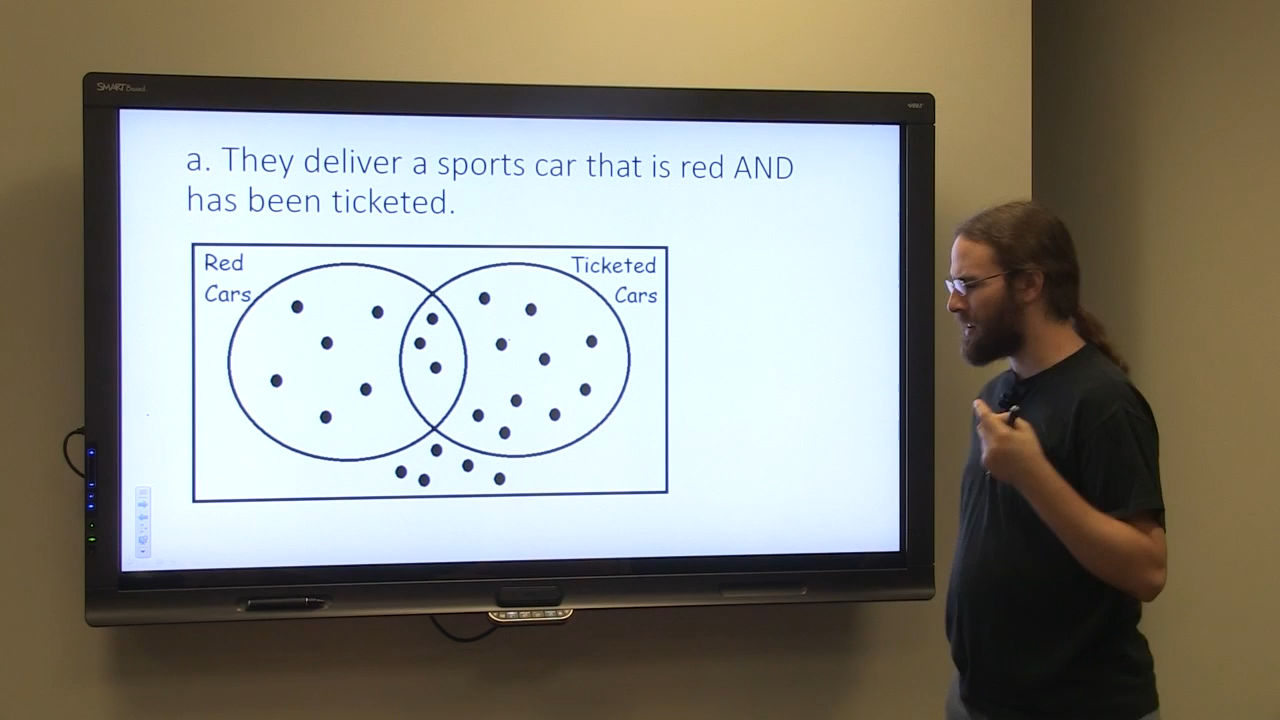 SMART Board
a. They deliver a sports car that is red AND
has been ticketed.
Red
Cars
Ticketed
Cars